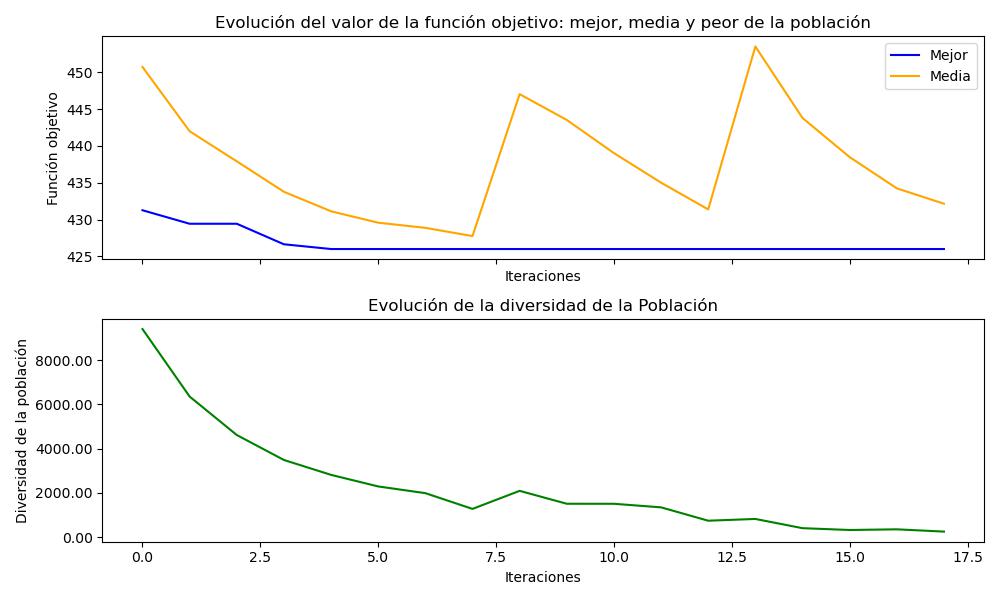 Evolución del valor de la función objetivo: mejor, media y peor de la población
450
445
440
435
430
425
Función objetivo
Mejor
Media
Iteraciones
Evolución de la diversidad de la Población
8000.00
6000.00
4000.00
2000.00
0.00
Diversidad de la población
0.0 2.5 5.0 7.5 10.0 12.5 15.0 17.5
Iteraciones